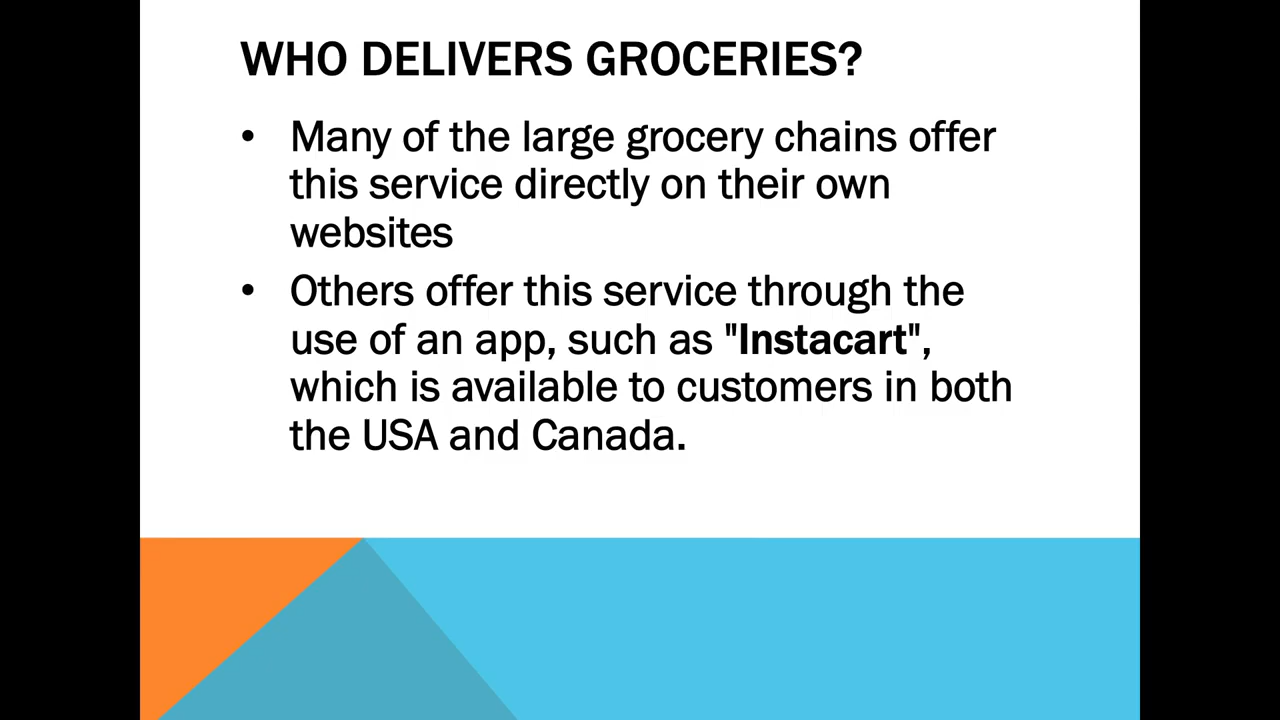 WHO DELIVERS GROCERIES?
• Many of the large grocery chains offer
this service directly on their own
websites
• Others offer this service through the
use of an app, such as "Instacart",
which is available to customers in both
the USA and Canada.